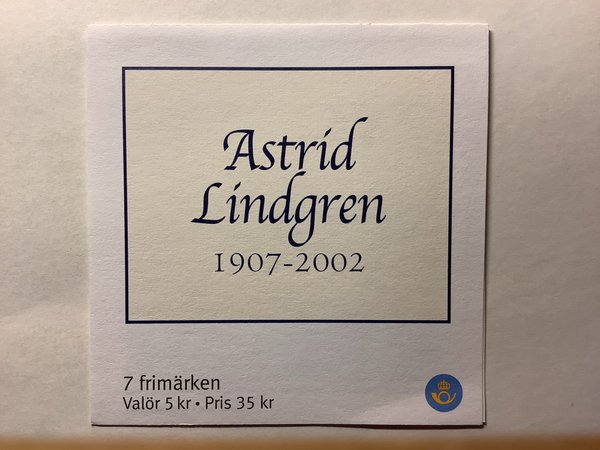 Astrid
Lindgren
1907-2002
7 frimärken
Valör 5 kr • Pris 35 kr